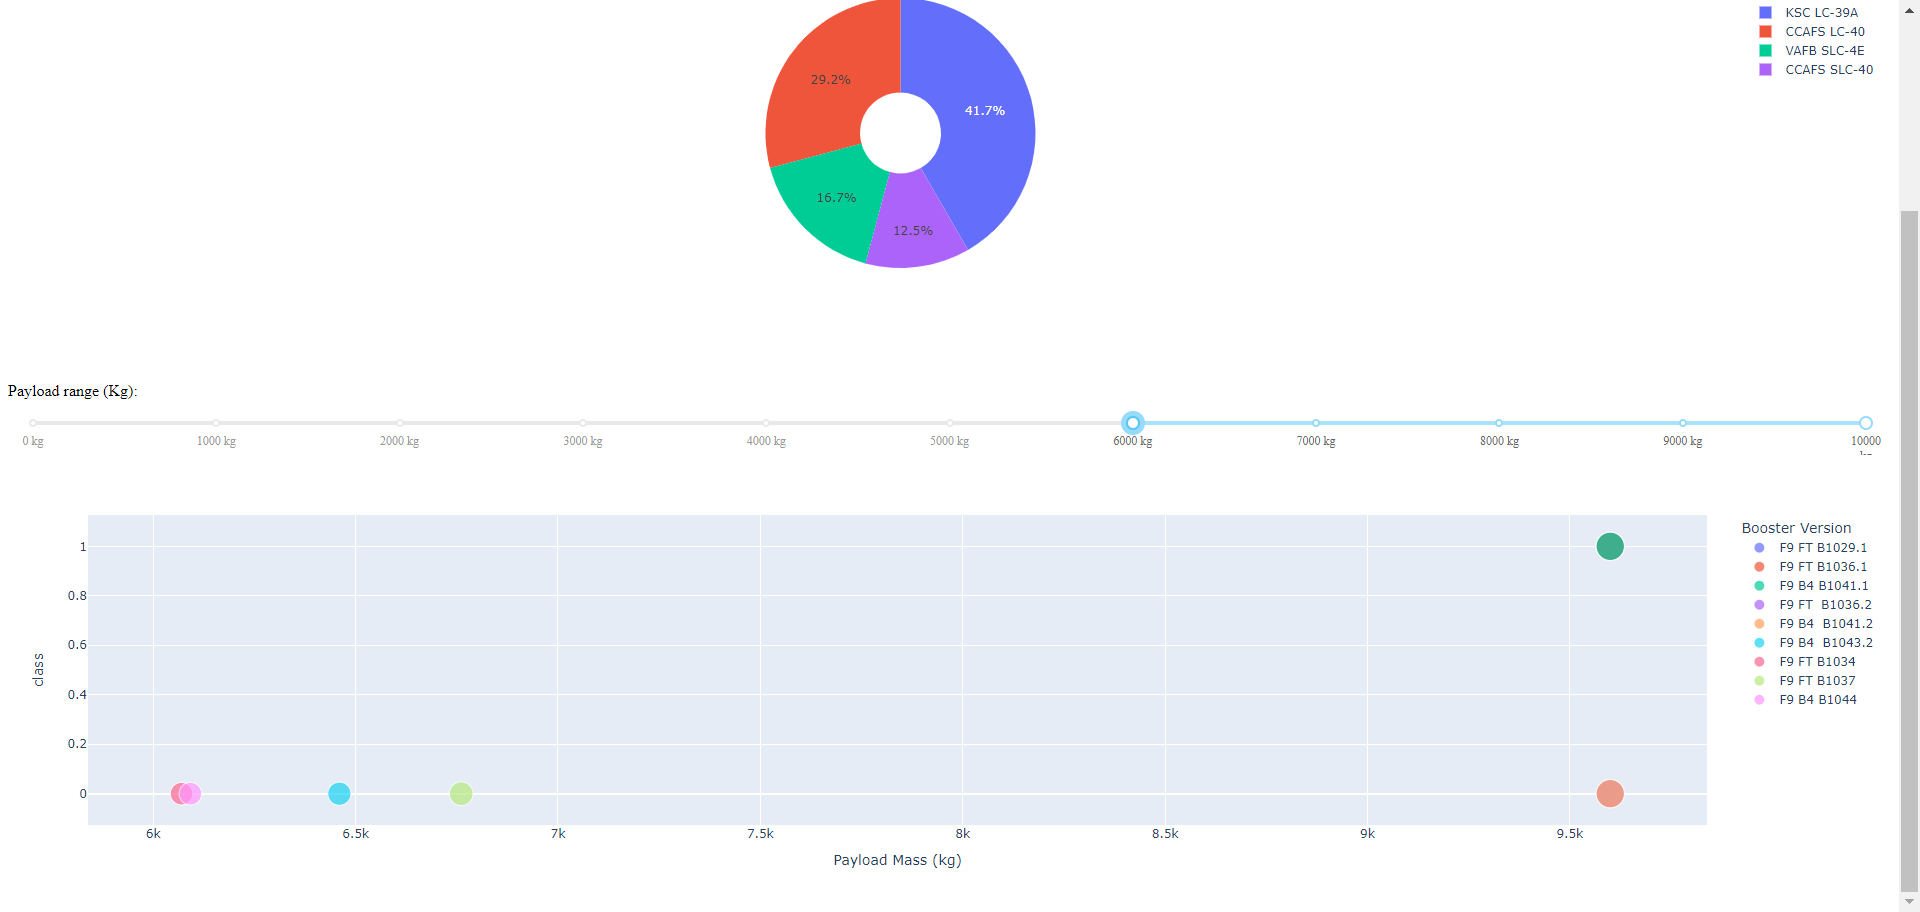 KSC LC-39A
CCAFS LC-40
VAFB SLC-4E
CCAFS SLC-40
29.2%
41.7%
16.7%
12.5%
Payload range (Kg):
0 kg 1000 kg 2000 kg 3000 kg 4000 kg 5000 kg 6000 kg 7000 kg 8000 kg 9000 kg 10000
Booster Version
F9 FT B1029.1
F9 FT B1036.1
F9 B4 B1041.1
F9 FT  B1036.2
F9 B4  B1041.2
F9 B4  B1043.2
F9 FT B1034
F9 FT B1037
F9 B4 B1044
class
1
0.8
0.6
0.4
0.2
0
6k 6.5k 7k 7.5k 8k 8.5k 9k 9.5k
Payload Mass (kg)